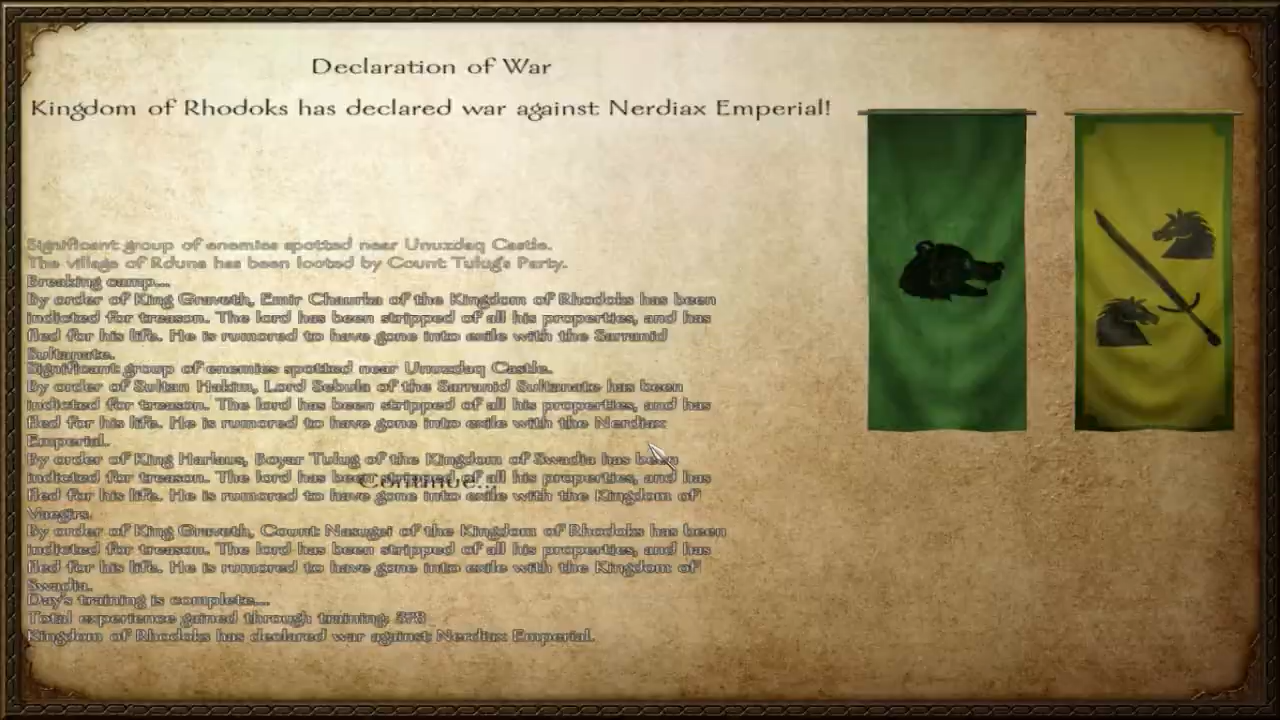 Declaration of War
Kingdom of Rhodoks has declared war against Nerdiax Emperial!
Significant group of enemies spotted near Unuzdaq Castle.
The village of Rduna has been looted by Count Tulug's Party.
Breaking camp...
By order of King Graveth, Emir Chaurka of the Kingdom of Rhodoks has been
indicted for treason. The lord has been stripped of all his properties, and has
fled for his life. He is rumored to have gone into exile with the Sarranid
Sultanate.
Significant group of enemies spotted near Unuzdaq Castle.
By order of Sultan Hakim, Lord Sebula of the Sarranid Sultanate has been
indicted for treason. The lord has been stripped of all his properties, and has
fled for his life. He is rumored to have gone into exile with the Nerdiax
Emperial.
By order of King Harlaus, Boyar Tulug of the Kingdom of Swadia has been
indicted for treason. The lord has been stripped of all his properties, and has
Continue...
fled for his life. He is rumored to have gone into exile with the Kingdom of
Vaegirs.
By order of King Graveth, Count Nasugei of the Kingdom of Rhodoks has been
indicted for treason. The lord has been stripped of all his properties, and has
fled for his life. He is rumored to have gone into exile with the Kingdom of
Swadia.
Day's training is complete...
Total experience gained through training: 378
Kingdom of Rhodoks has declared war against Nerdiax Emperial.